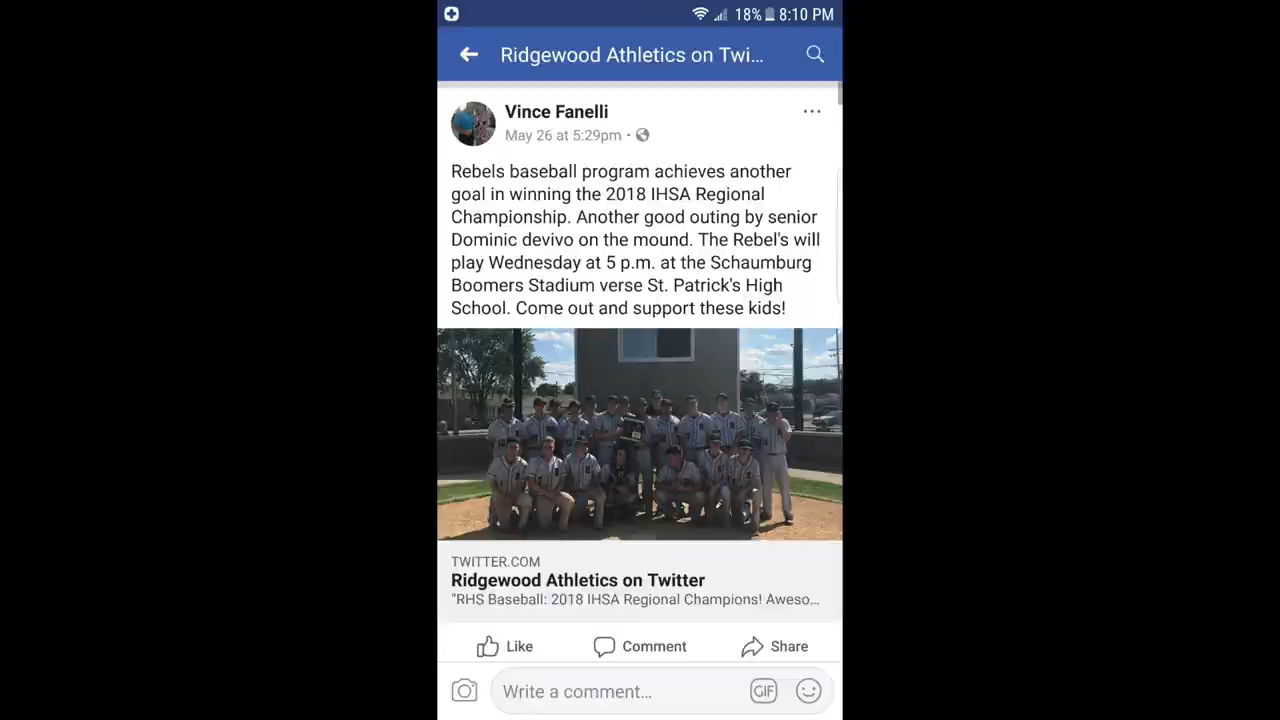 18% 8:10 PM
Ridgewood Athletics on Twi...
Vince Fanelli
May 26 at 5:29pm •
Rebels baseball program achieves another
goal in winning the 2018 IHSA Regional
Championship. Another good outing by senior
Dominic devivo on the mound. The Rebel's will
play Wednesday at 5 p.m. at the Schaumburg
Boomers Stadium verse St. Patrick's High
School. Come out and support these kids!
TWITTER.COM
Ridgewood Athletics on Twitter
"RHS Baseball: 2018 IHSA Regional Champions! Aweso...
Like Comment Share
Write a comment... GIF